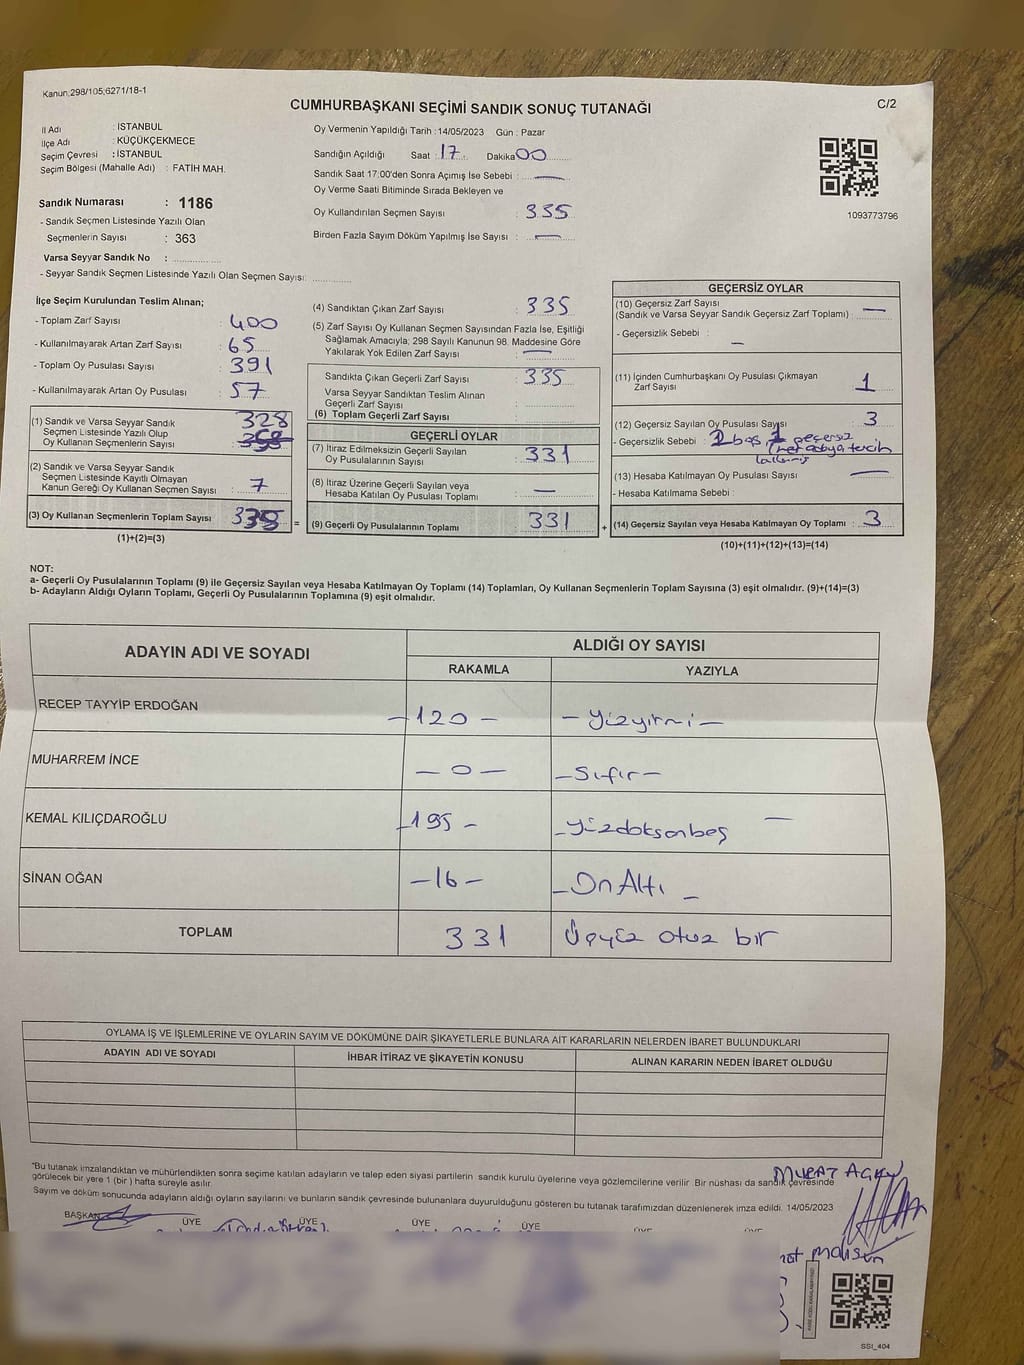 Kanun:298/105,6271/18-1
C/2
CUMHURBAŞKANI SEÇİMİ SANDIK SONUÇ TUTANAĞI
İl Adı : İSTANBUL
İlçe Adı : KÜÇÜKÇEKMECE
Seçim Çevresi : İSTANBUL
Seçim Bölgesi (Mahalle Adı) : FATİH MAH.
Sandık Numarası : 1186
- Sandık Seçmen Listesinde Yazılı Olan
Seçmenlerin Sayısı : 363
Varsa Seyyar Sandık No :
- Seyyar Sandık Seçmen Listesinde Yazılı Olan Seçmen Sayısı:
Oy Vermenin Yapıldığı Tarih : 14/05/2023 Gün : Pazar
Sandığın Açıldığı Saat : 17 Dakika 00
Sandık Saat 17:00'den Sonra Açımış İse Sebebi : —
Oy Verme Saati Bitiminde Sırada Bekleyen ve
Oy Kullandırılan Seçmen Sayısı : 335
Birden Fazla Sayım Döküm Yapılmış İse Sayısı : —
1093773796
İlçe Seçim Kurulundan Teslim Alınan;
- Toplam Zarf Sayısı : 400
- Kullanılmayarak Artan Zarf Sayısı : 65
- Toplam Oy Pusulası Sayısı : 391
- Kullanılmayarak Artan Oy Pusulası : 57
(1) Sandık ve Varsa Seyyar Sandık
Seçmen Listesinde Yazılı Olup
Oy Kullanan Seçmenlerin Sayısı : 328
(2) Sandık ve Varsa Seyyar Sandık
Seçmen Listesinde Kayıtlı Olmayan
Kanun Gereği Oy Kullanan Seçmen Sayısı : 7
(3) Oy Kullanan Seçmenlerin Toplam Sayısı : 335 =
(1)+(2)=(3)
(4) Sandıktan Çıkan Zarf Sayısı : 335
(5) Zarf Sayısı Oy Kullanan Seçmen Sayısından Fazla İse, Eşitliği
Sağlamak Amacıyla; 298 Sayılı Kanunun 98. Maddesine Göre
Yakılarak Yok Edilen Zarf Sayısı : —
Sandıkta Çıkan Geçerli Zarf Sayısı : 335
Varsa Seyyar Sandıktan Teslim Alınan
Geçerli Zarf Sayısı :
(6) Toplam Geçerli Zarf Sayısı
GEÇERLİ OYLAR
(7) İtiraz Edilmeksizin Geçerli Sayılan
Oy Pusulalarının Sayısı : 331
(8) İtiraz Üzerine Geçerli Sayılan veya
Hesaba Katılan Oy Pusulası Toplamı : —
(9) Geçerli Oy Pusulalarının Toplamı : 331 +
GEÇERSİZ OYLAR
(10) Geçersiz Zarf Sayısı
(Sandık ve Varsa Seyyar Sandık Geçersiz Zarf Toplamı) : —
- Geçersizlik Sebebi : —
(11) İçinden Cumhurbaşkanı Oy Pusulası Çıkmayan
Zarf Sayısı : 1
(12) Geçersiz Sayılan Oy Pusulası Sayısı : 3
- Geçersizlik Sebebi : boş, 1 geçersiz
tercih
(13) Hesaba Katılmayan Oy Pusulası Sayısı : —
- Hesaba Katılmama Sebebi :
(14) Geçersiz Sayılan veya Hesaba Katılmayan Oy Toplamı : 3
(10)+(11)+(12)+(13)=(14)
NOT:
a- Geçerli Oy Pusulalarının Toplamı (9) ile Geçersiz Sayılan veya Hesaba Katılmayan Oy Toplamı (14) Toplamları, Oy Kullanan Seçmenlerin Toplam Sayısına (3) eşit olmalıdır. (9)+(14)=(3)
b- Adayların Aldığı Oyların Toplamı, Geçerli Oy Pusulalarının Toplamına (9) eşit olmalıdır.
ADAYIN ADI VE SOYADI ALDIĞI OY SAYISI
RAKAMLA YAZIYLA
RECEP TAYYİP ERDOĞAN – 120 – – Yüzyirmi –
MUHARREM İNCE – 0 – – Sıfır –
KEMAL KILIÇDAROĞLU – 195 – – Yüzdoksanbeş –
SİNAN OĞAN – 16 – – On Altı –
TOPLAM 331 Üçyüz otuz bir
OYLAMA İŞ VE İŞLEMLERİNE VE OYLARIN SAYIM VE DÖKÜMÜNE DAİR ŞİKAYETLERLE BUNLARA AİT KARARLARIN NELERDEN İBARET BULUNDUKLARI
ADAYIN ADI VE SOYADI İHBAR İTİRAZ VE ŞİKAYETİN KONUSU ALINAN KARARIN NEDEN İBARET OLDUĞU
*Bu tutanak imzalandıktan ve mühürlendikten sonra seçime katılan adayların ve talep eden siyasi partilerin sandık kurulu üyelerine veya gözlemcilerine verilir. Bir nüshası da sandık çevresinde
görülecek bir yere 1 (bir) hafta süreyle asılır.
Sayım ve döküm sonucunda adayların aldığı oyların sayılarını ve bunların sandık çevresinde bulunanlara duyurulduğunu gösteren bu tutanak tarafımızdan düzenlenerek imza edildi. 14/05/2023
MURAT
BAŞKAN ÜYE ÜYE ÜYE ÜYE
SSI_404